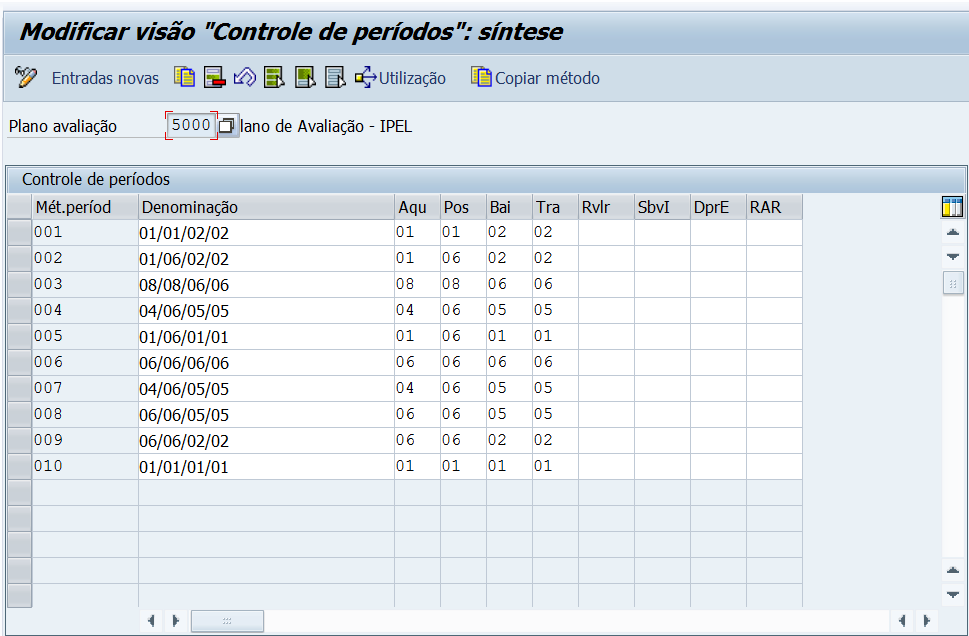 Modificar visão "Controle de períodos": síntese
Entradas novas Utilização Copiar método
Plano avaliação 5000 lano de Avaliação - IPEL
Controle de períodos
Mét.períod Denominação Aqu Pos Bai Tra Rvlr SbvI DprE RAR
001 01/01/02/02 01 01 02 02
002 01/06/02/02 01 06 02 02
003 08/08/06/06 08 08 06 06
004 04/06/05/05 04 06 05 05
005 01/06/01/01 01 06 01 01
006 06/06/06/06 06 06 06 06
007 04/06/05/05 04 06 05 05
008 06/06/05/05 06 06 05 05
009 06/06/02/02 06 06 02 02
010 01/01/01/01 01 01 01 01